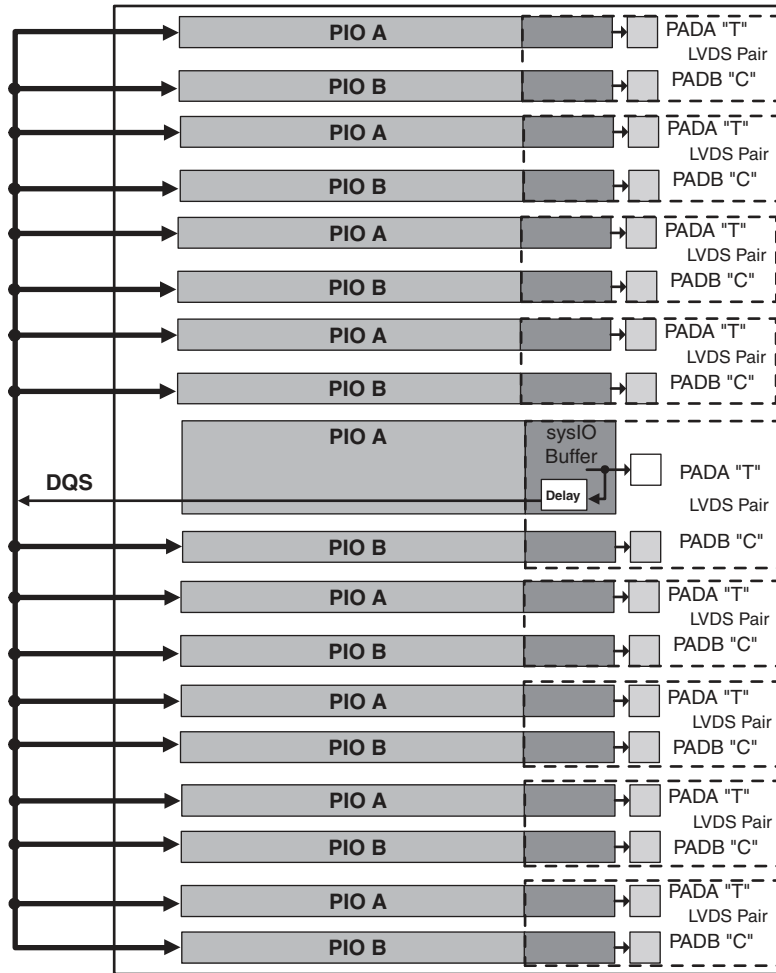 PIO A
PADA "T"
LVDS Pair
PIO B
PADB "C"
PIO A
PADA "T"
LVDS Pair
PIO B
PADB "C"
PIO A
PADA "T"
LVDS Pair
PIO B
PADB "C"
PIO A
PADA "T"
LVDS Pair
PIO B
PADB "C"
PIO A
sysIO
Buffer
PADA "T"
DQS
Delay
LVDS Pair
PIO B
PADB "C"
PIO A
PADA "T"
LVDS Pair
PIO B
PADB "C"
PIO A
PADA "T"
LVDS Pair
PIO B
PADB "C"
PIO A
PADA "T"
LVDS Pair
PIO B
PADB "C"
PIO A
PADA "T"
LVDS Pair
PIO B
PADB "C"